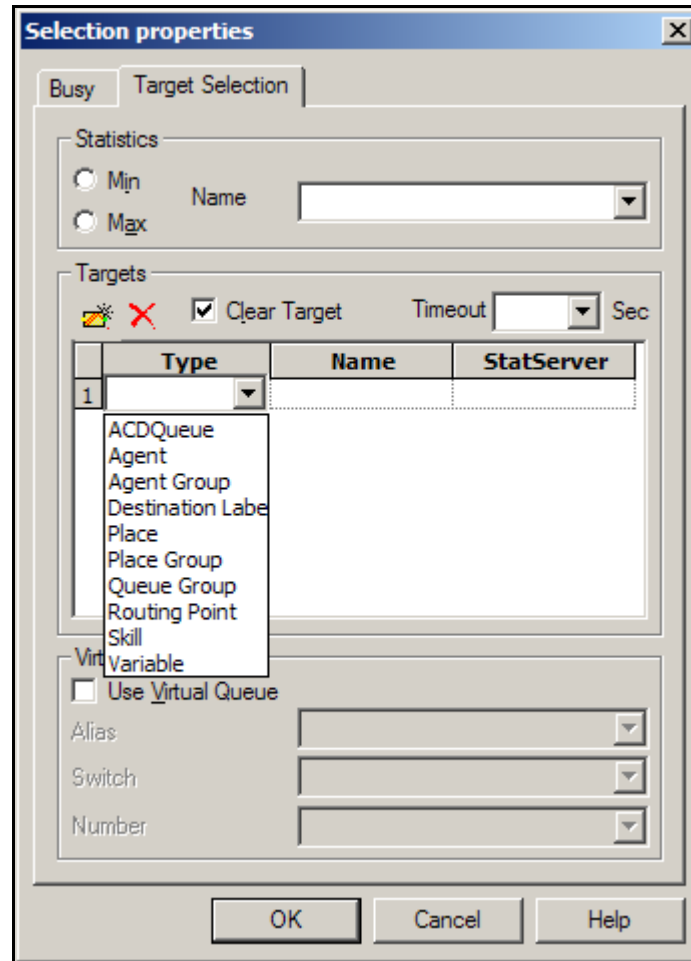 Selection properties
Busy
Target Selection
Statistics
Min
Max
Name
Targets
Clear Target
Timeout
Sec
Type Name StatServer
1
ACDQueue
Agent
Agent Group
Destination Labe
Place
Place Group
Queue Group
Routing Point
Skill
Variable
Virt
Use Virtual Queue
Alias
Switch
Number
OK Cancel Help